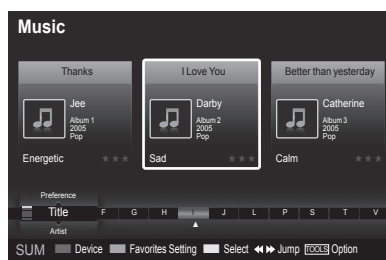 Music
Thanks
Jee
Album 1
2005
Pop
Energetic
I Love You
Darby
Album 2
2005
Pop
Sad
Better than yesterday
Catherine
Album 3
2005
Pop
Calm
Preference
Title F G H I J L P S T V
Artist
SUM Device Favorites Setting Select Jump TOOLS Option